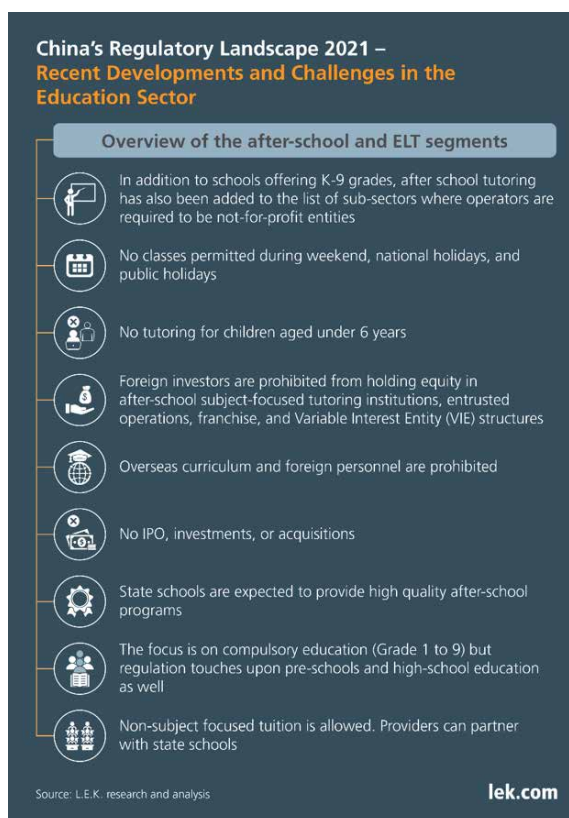 China's Regulatory Landscape 2021 –
Recent Developments and Challenges in the
Education Sector
Overview of the after-school and ELT segments
In addition to schools offering K-9 grades, after school tutoring
has also been added to the list of sub-sectors where operators are
required to be not-for-profit entities
No classes permitted during weekend, national holidays, and
public holidays
No tutoring for children aged under 6 years
Foreign investors are prohibited from holding equity in
after-school subject-focused tutoring institutions, entrusted
operations, franchise, and Variable Interest Entity (VIE) structures
Overseas curriculum and foreign personnel are prohibited
No IPO, investments, or acquisitions
State schools are expected to provide high quality after-school
programs
The focus is on compulsory education (Grade 1 to 9) but
regulation touches upon pre-schools and high-school education
as well
Non-subject focused tuition is allowed. Providers can partner
with state schools
Source: L.E.K. research and analysis
lek.com